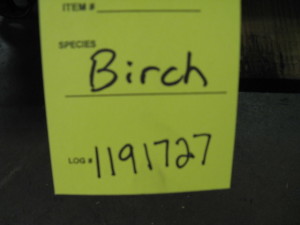 ITEM #
SPECIES
Birch
LOG # 1191727